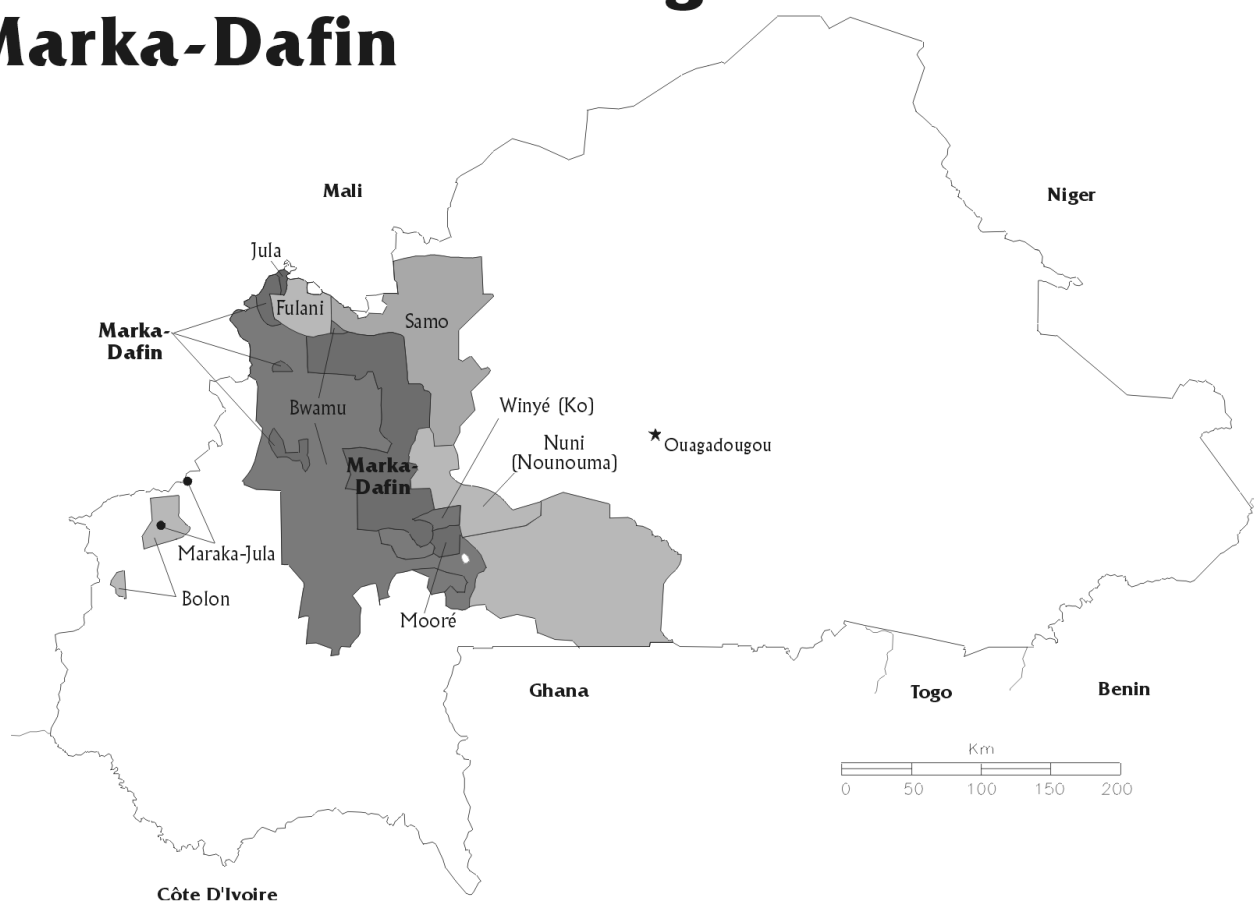 Marka-Dafin
Mali
Niger
Jula
Fulani
Samo
Marka-
Dafin
Bwamu
Winyé (Ko)
Nuni
(Nounouma)
Ouagadougou
Marka-
Dafin
Maraka-Jula
Bolon
Mooré
Ghana
Togo
Benin
Km
0 50 100 150 200
Côte D'Ivoire